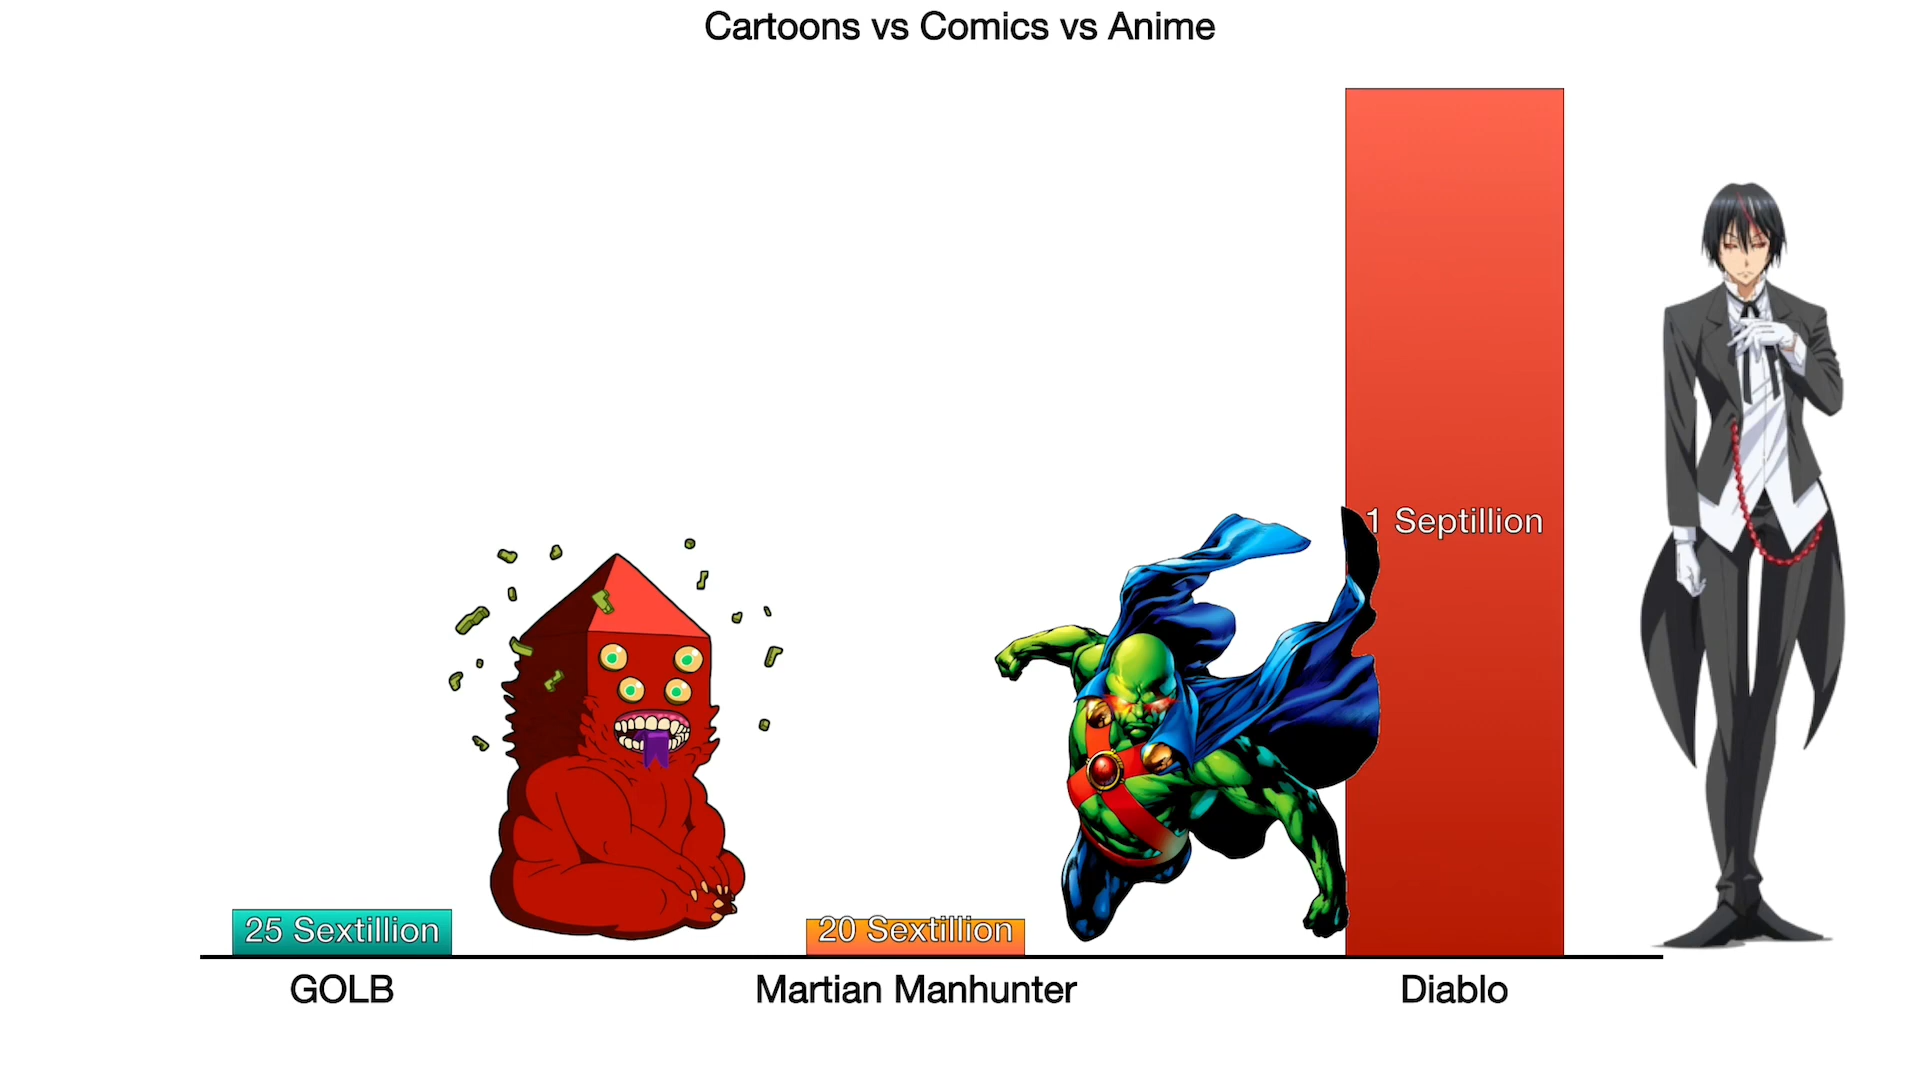 Cartoons vs Comics vs Anime
1 Septillion
25 Sextillion
20 Sextillion
GOLB
Martian Manhunter
Diablo